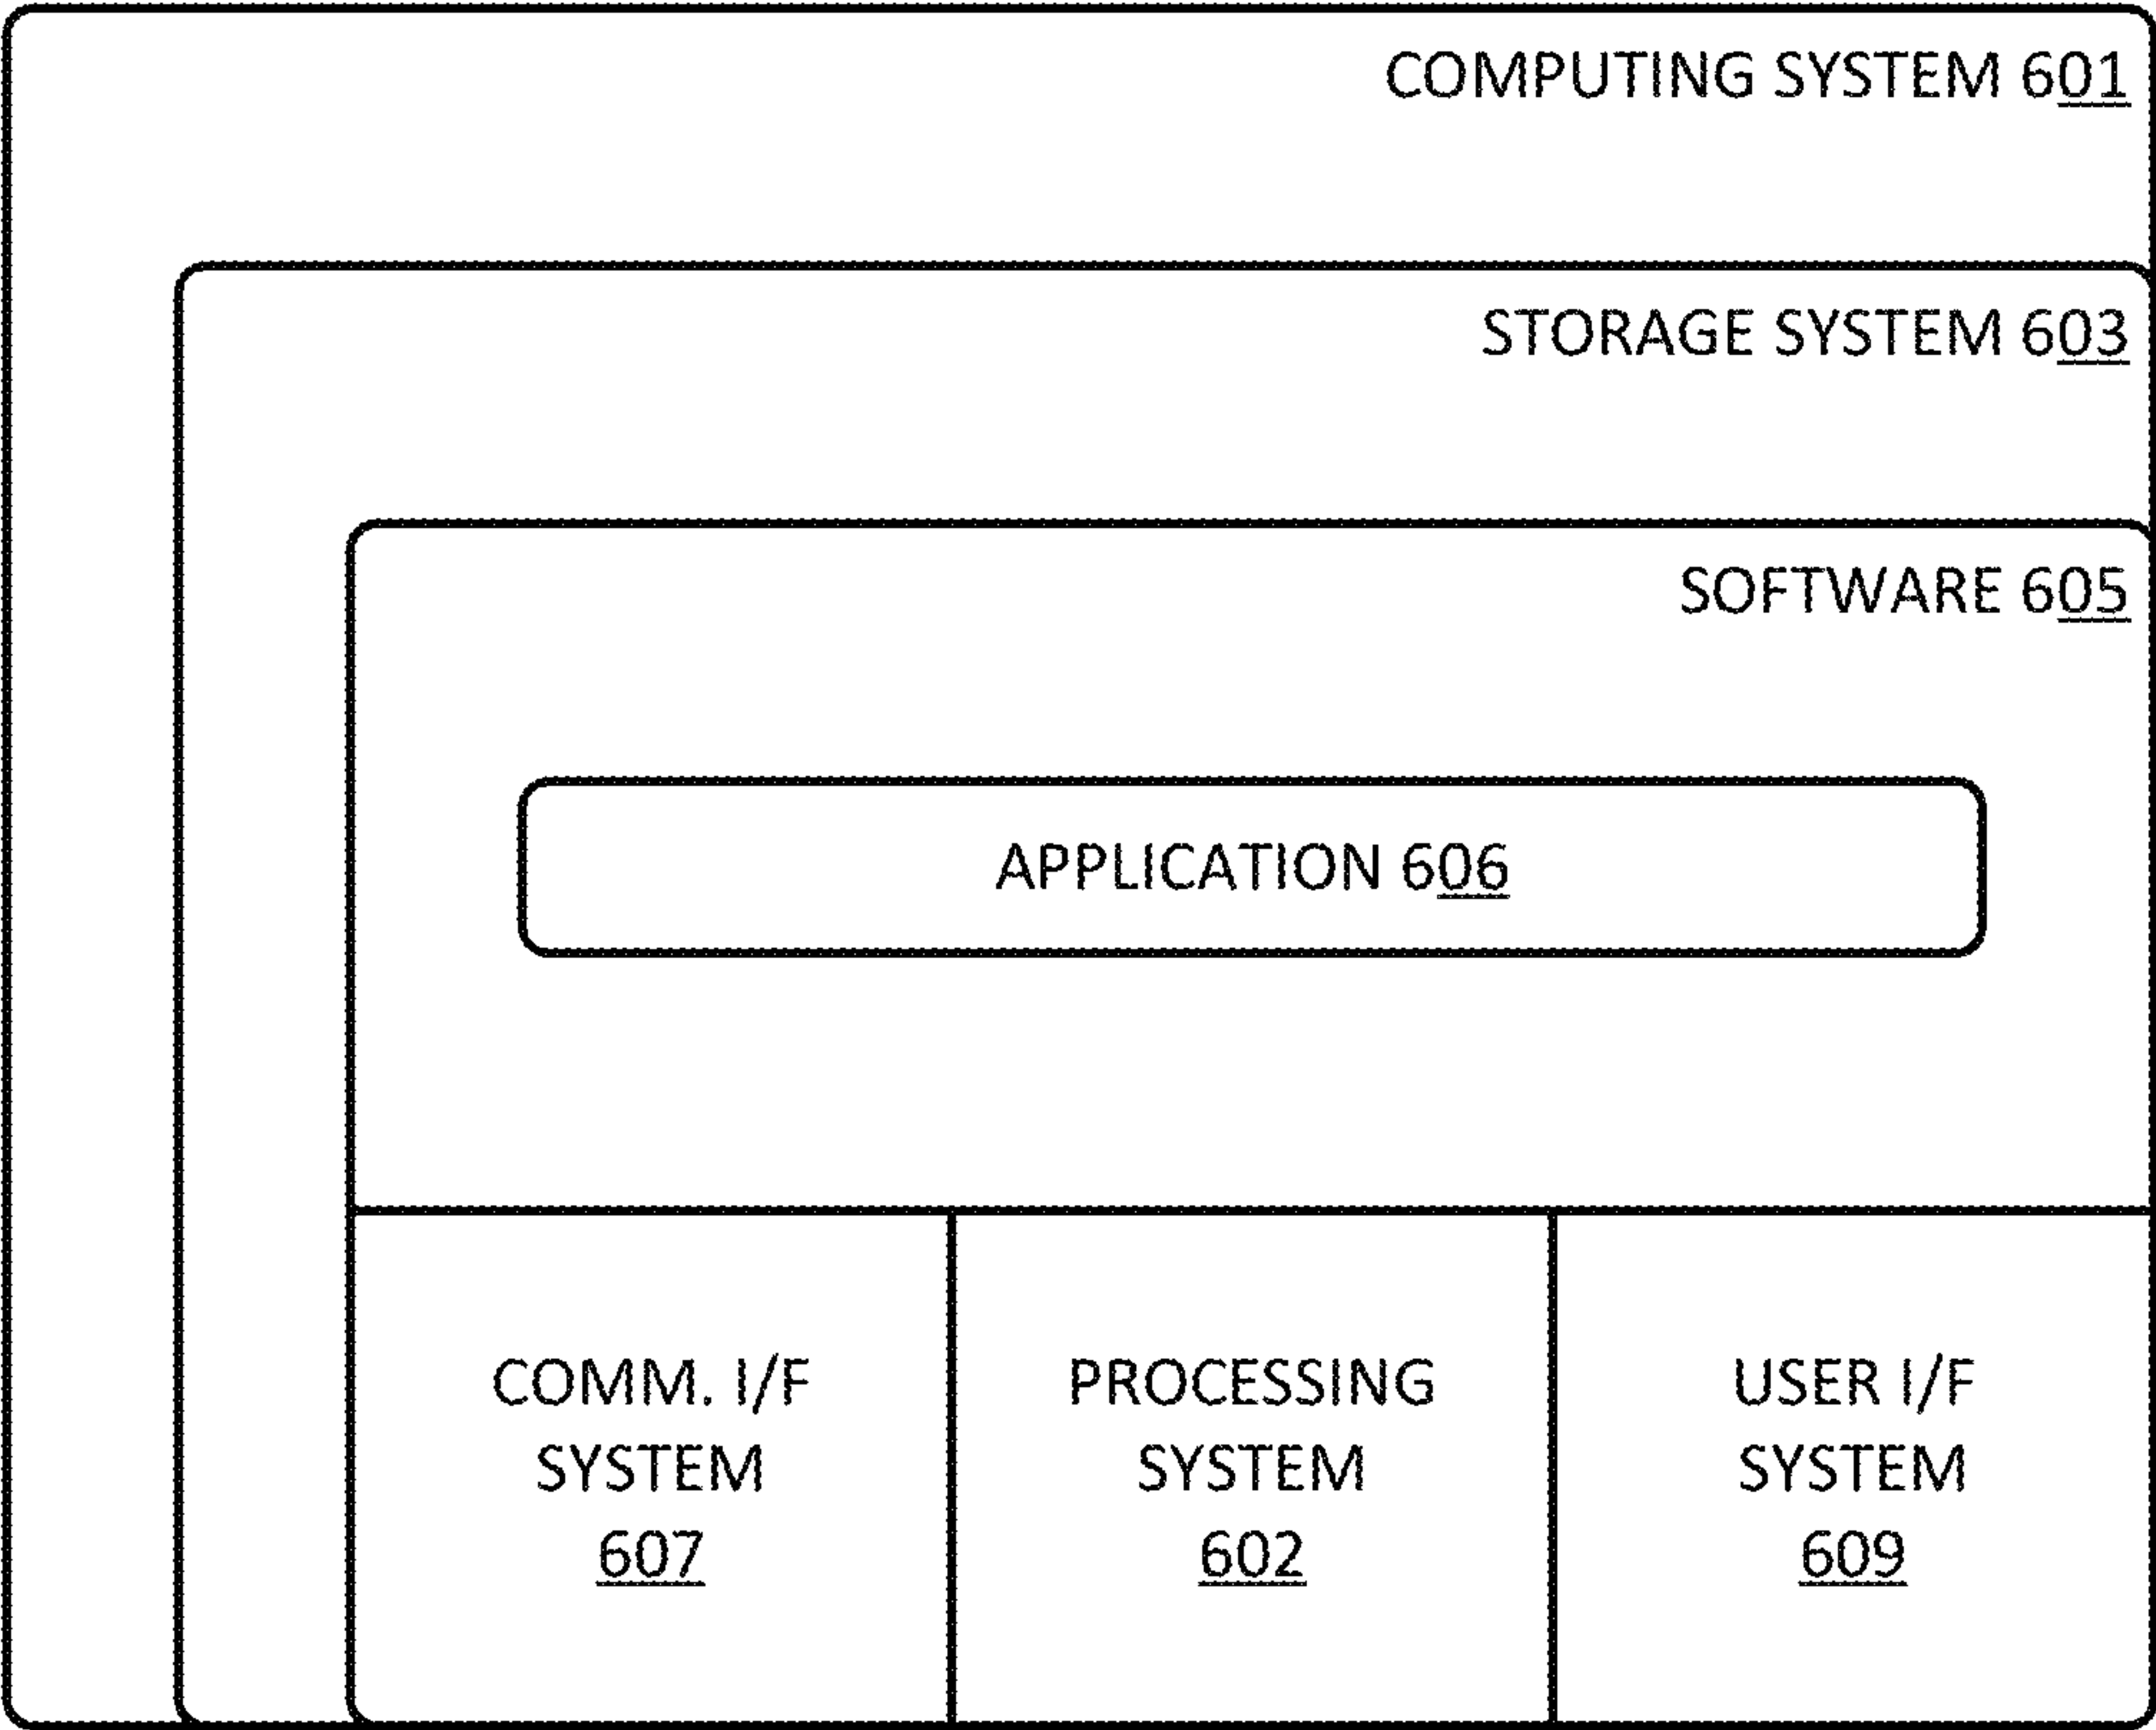 COMPUTING SYSTEM 601
STORAGE SYSTEM 603
SOFTWARE 605
APPLICATION 606
COMM. I/F
SYSTEM
607
PROCESSING
SYSTEM
602
USER I/F
SYSTEM
609